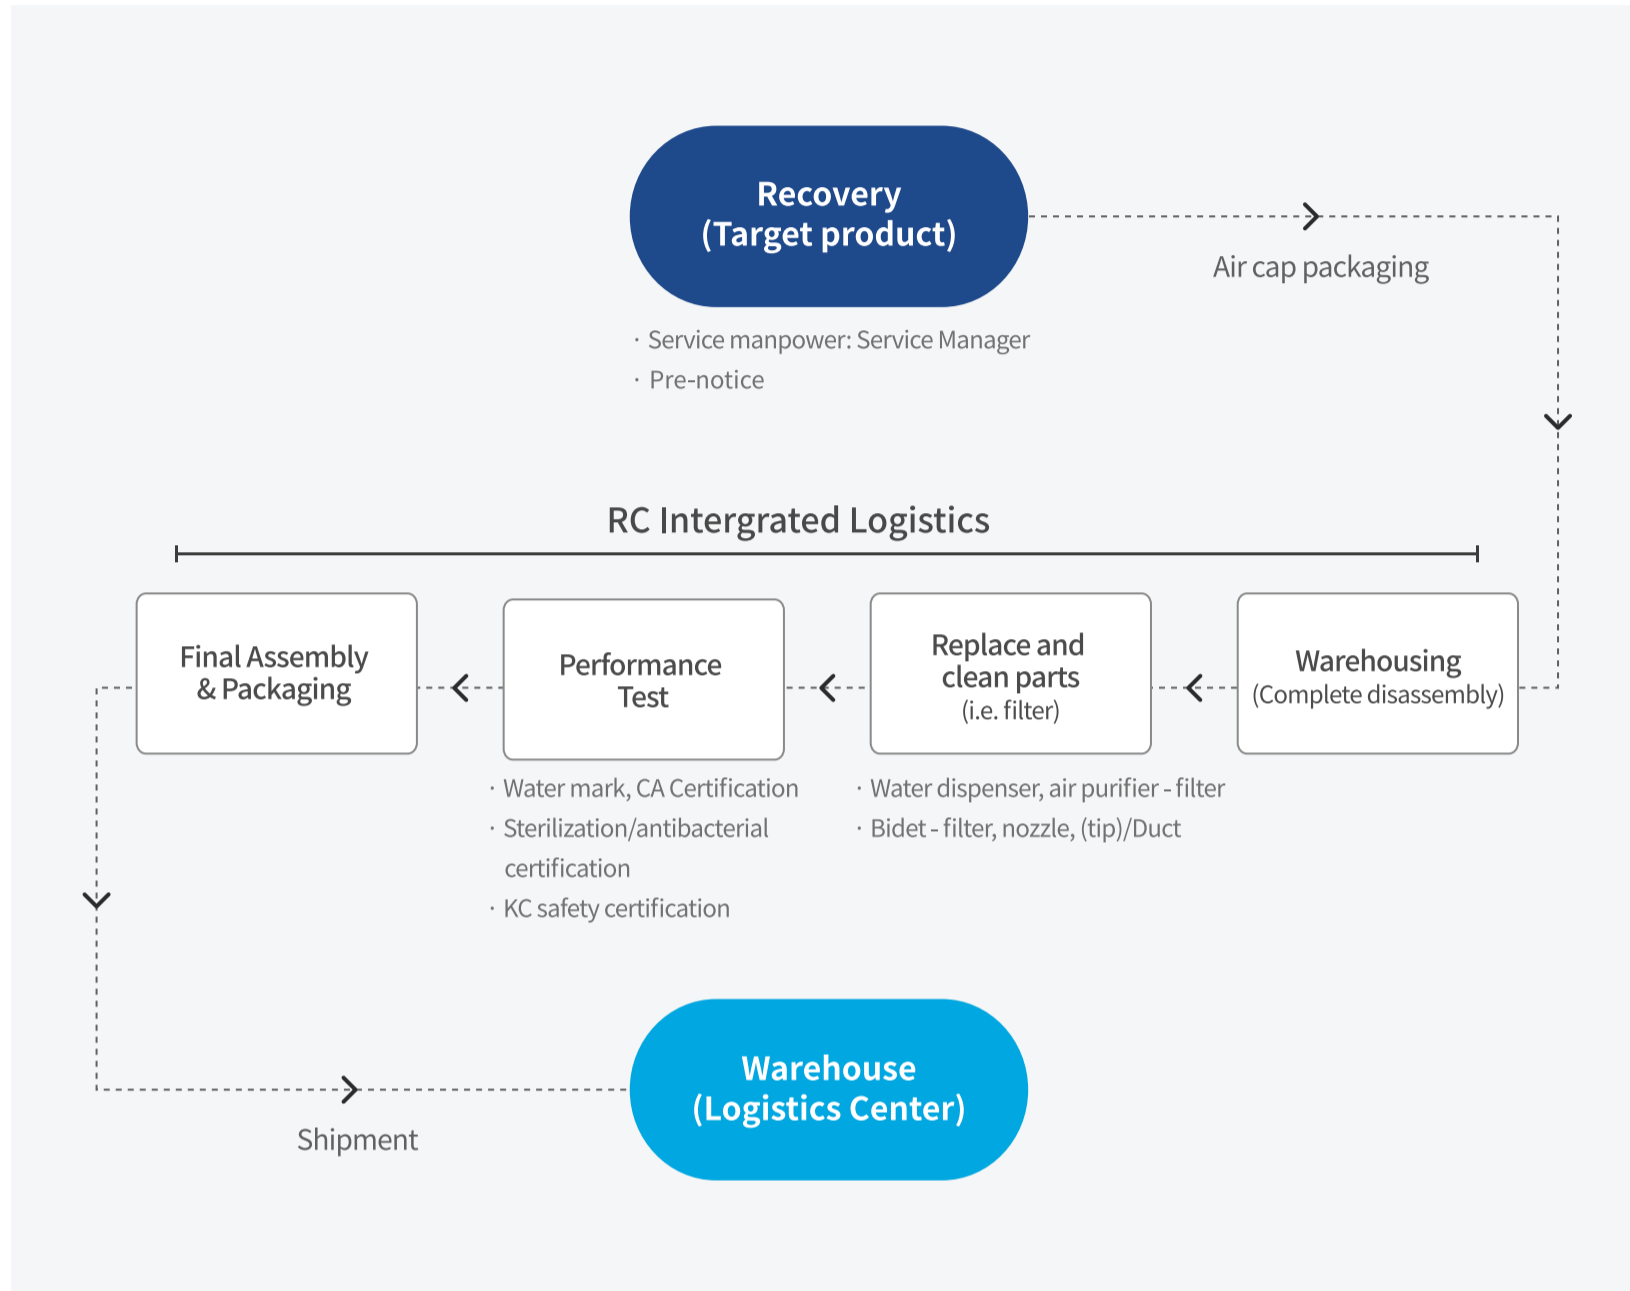 Recovery
(Target product)
Air cap packaging
· Service manpower: Service Manager
· Pre-notice
RC Intergrated Logistics
Final Assembly
& Packaging
Performance
Test
Replace and
clean parts
(i.e. filter)
Warehousing
(Complete disassembly)
· Water mark, CA Certification
· Sterilization/antibacterial
certification
· KC safety certification
· Water dispenser, air purifier - filter
· Bidet - filter, nozzle, (tip)/Duct
Warehouse
(Logistics Center)
Shipment